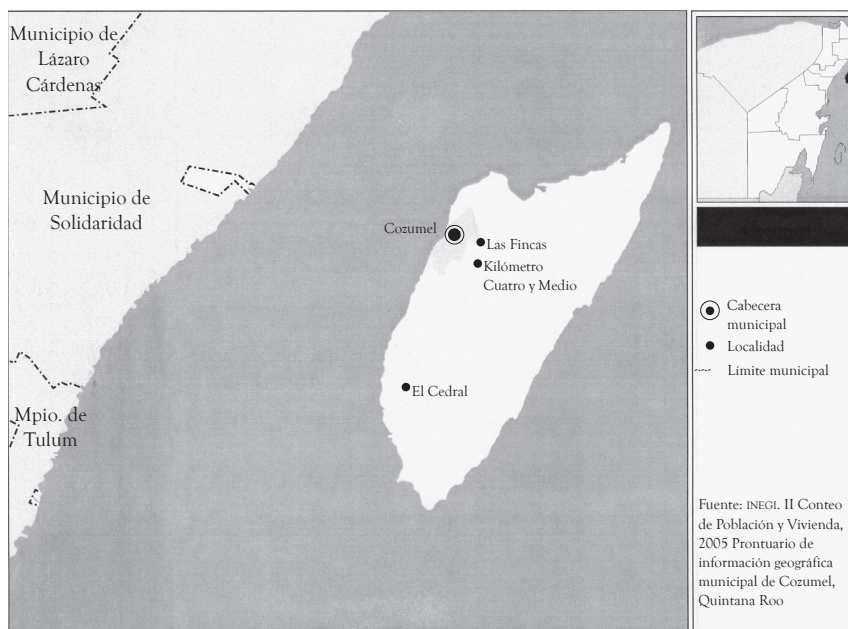 Municipio de
Lázaro
Cárdenas
Municipio de
Solidaridad
Cozumel
Las Fincas
Kilómetro
Cuatro y Medio
El Cedral
Mpio. de
Tulum
Cozumel
Cabecera
municipal
Localidad
Límite municipal
Fuente: INEGI. II Conteo
de Población y Vivienda,
2005 Prontuario de
información geográfica
municipal de Cozumel,
Quintana Roo